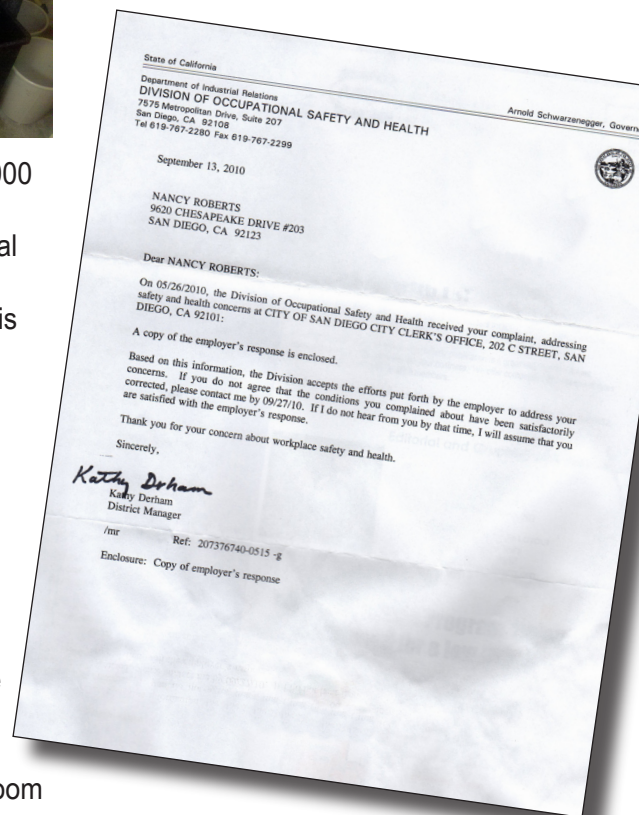 000
al
is
oom
State of California
Arnold Schwarzenegger, Govern
Department of Industrial Relations
DIVISION OF OCCUPATIONAL SAFETY AND HEALTH
7575 Metropolitan Drive, Suite 207
San Diego, CA 92108
Tel 619-767-2280 Fax 619-767-2299
September 13, 2010
NANCY ROBERTS
9620 CHESAPEAKE DRIVE #203
SAN DIEGO, CA 92123
Dear NANCY ROBERTS:
On 05/26/2010, the Division of Occupational Safety and Health received your complaint, addressing
safety and health concerns at CITY OF SAN DIEGO CITY CLERK'S OFFICE, 202 C STREET, SAN
DIEGO, CA 92101:
A copy of the employer's response is enclosed.
Based on this information, the Division accepts the efforts put forth by the employer to address your
concerns. If you do not agree that the conditions you complained about have been satisfactorily
corrected, please contact me by 09/27/10. If I do not hear from you by that time, I will assume that you
are satisfied with the employer's response.
Thank you for your concern about workplace safety and health.
Sincerely,
Kathy Derham
Kathy Derham
District Manager
/mr Ref: 207376740-0515 -g
Enclosure: Copy of employer's response